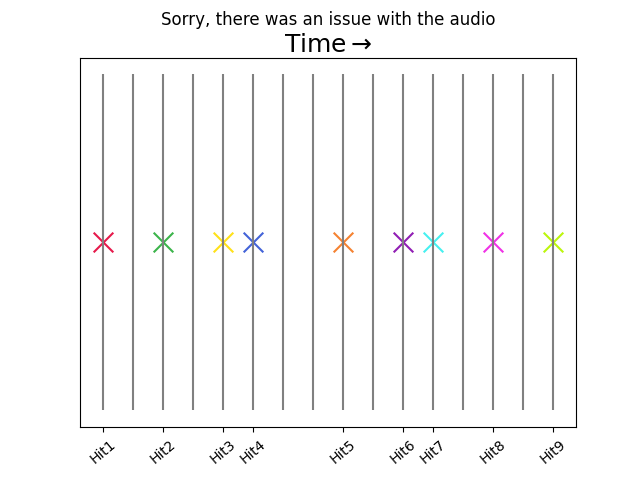 Sorry, there was an issue with the audio
Time→
Hit1 Hit2 Hit3 Hit4 Hit5 Hit6 Hit7 Hit8 Hit9